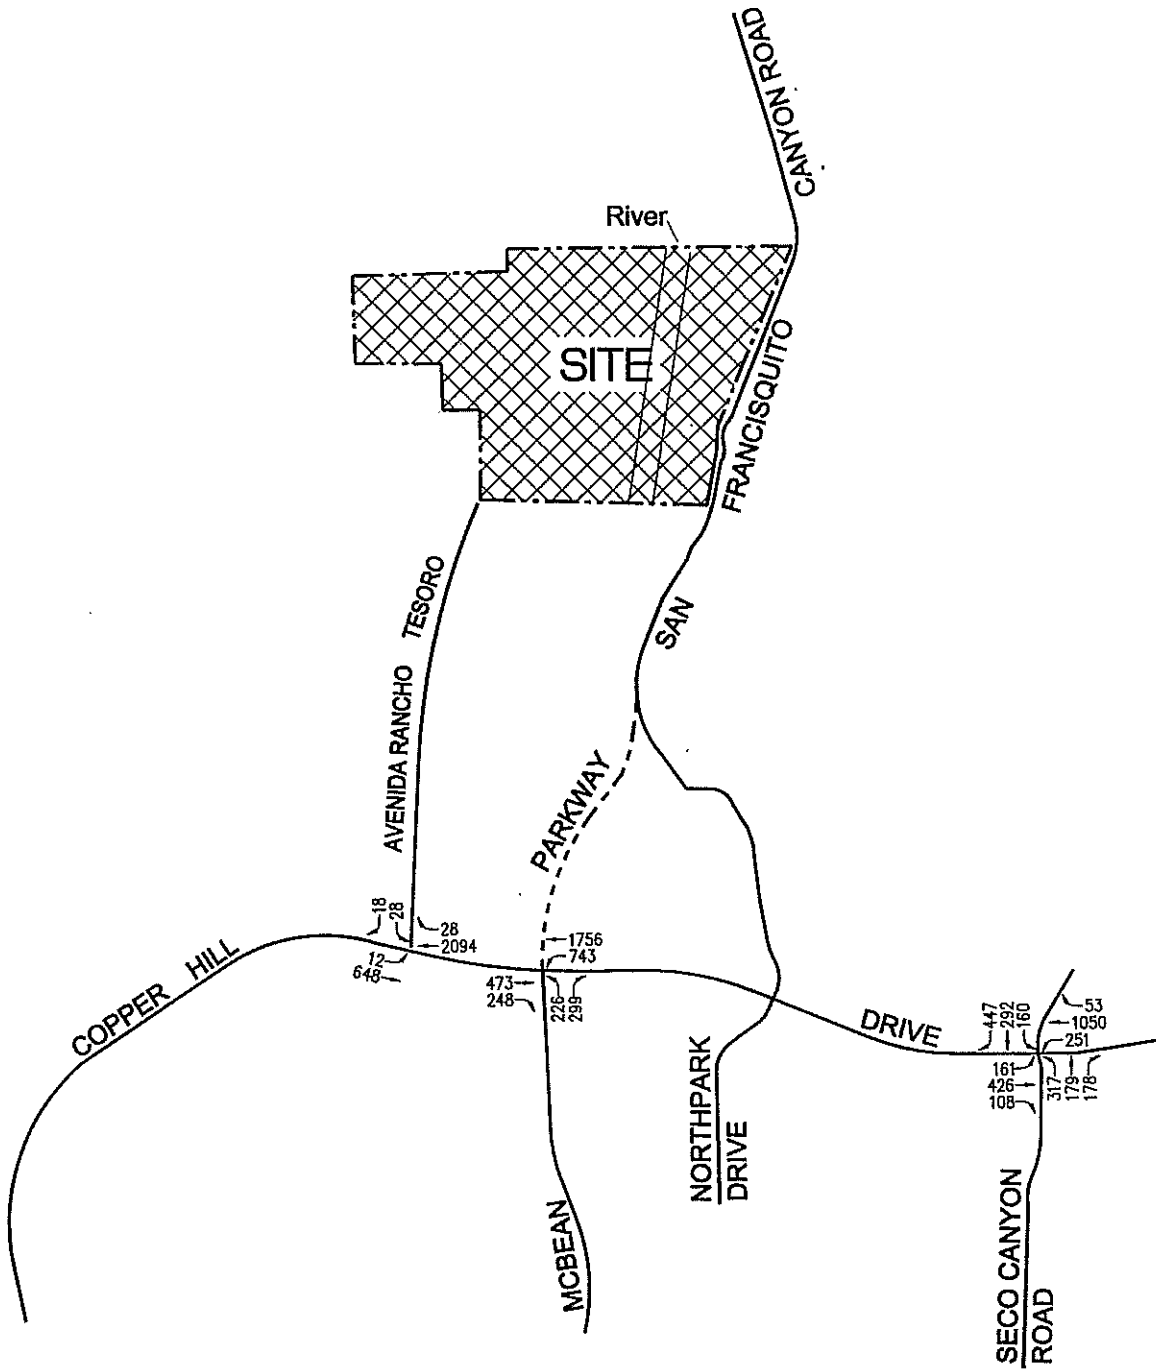 CANYON ROAD
River
SITE
FRANCISQUITO
SAN
AVENIDA RANCHO TESORO
PARKWAY
COPPER HILL
18
28
28
2094
12
648
1756
743
473
248
226
299
DRIVE
447
292
160
53
1050
251
161
426
108
317
179
178
NORTHPARK
DRIVE
MCBEAN
SECO CANYON
ROAD